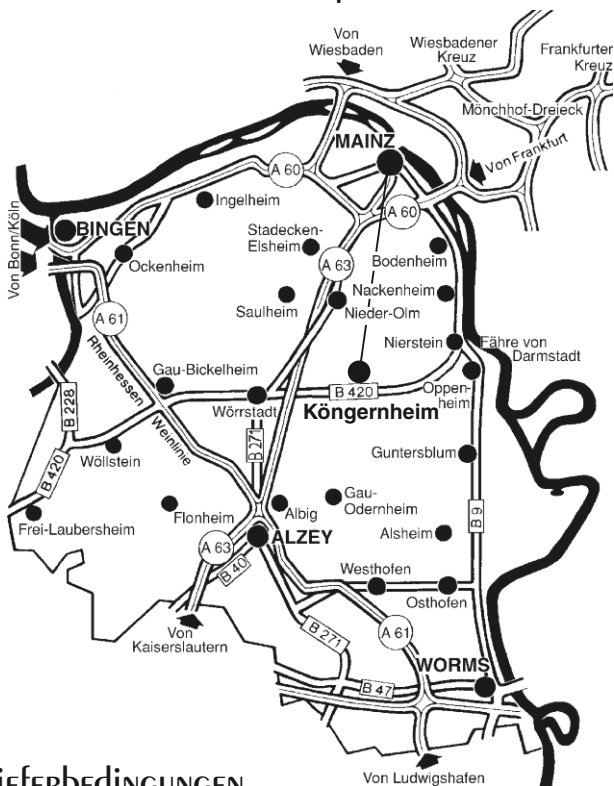 Von
Wiesbaden
Wiesbadener
Kreuz
Frankfurter
Kreuz
Mönchhof-Dreieck
MAINZ
Von Frankfurt
A 60
Ingelheim
A 60
BINGEN
Von Bonn/Köln
Stadecken-
Elsheim
Ockenheim
A 63
Bodenheim
Nackenheim
Saulheim
Nieder-Olm
A 61
Nierstein
Fähre von
Darmstadt
Rheinhessen
Weinlinie
Gau-Bickelheim
B 420
Oppen-
heim
B 228
Wörrstadt
Köngernheim
B 271
B 420
Wöllstein
Guntersblum
Flonheim
Albig
Gau-
Odernheim
B 9
Frei-Laubersheim
Alsheim
A 63
ALZEY
B 40
Westhofen
Osthofen
Von
Kaiserslautern
B 271
A 61
WORMS
B 47
Von Ludwigshafen
ieferbedingungen